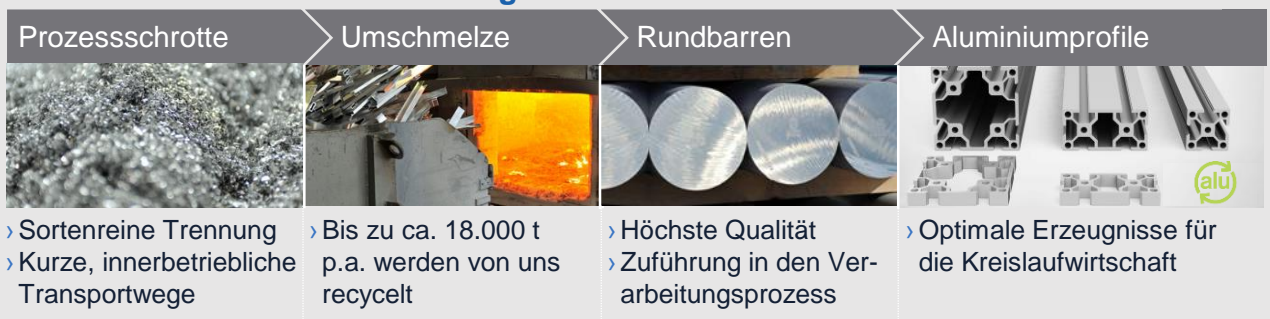 Prozessschrotte
Umschmelze
Rundbarren
Aluminiumprofile
alu
› Sortenreine Trennung
› Kurze, innerbetriebliche
Transportwege
› Bis zu ca. 18.000 t
p.a. werden von uns
recycelt
› Höchste Qualität
› Zuführung in den Ver-
arbeitungsprozess
› Optimale Erzeugnisse für
die Kreislaufwirtschaft